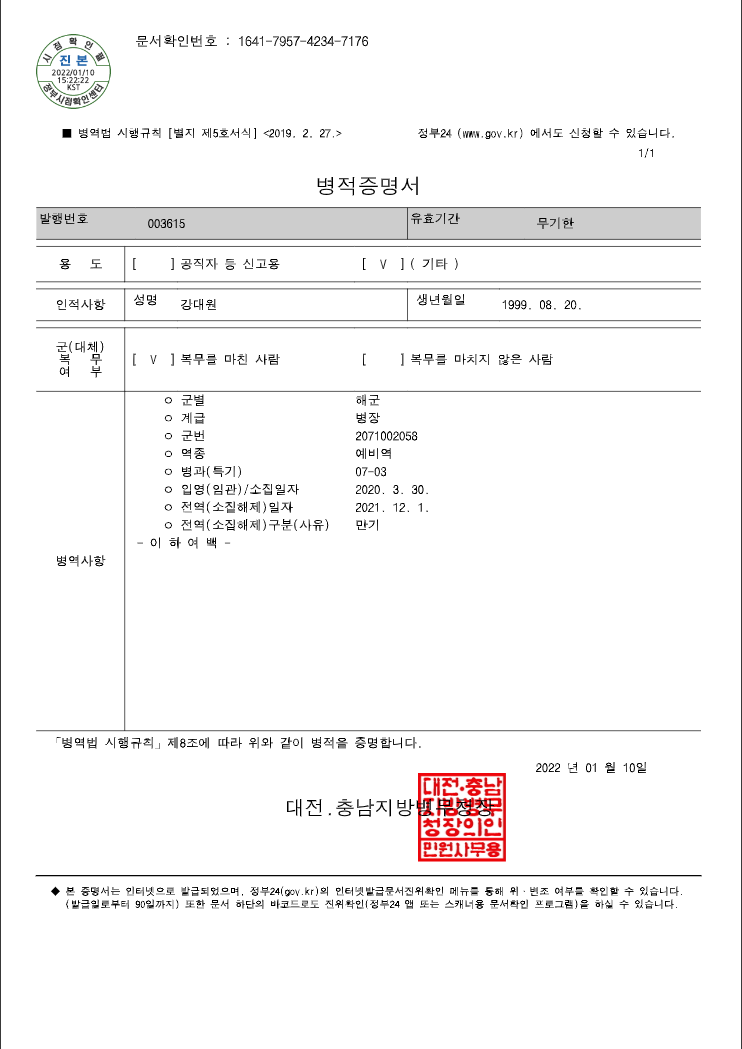 문서확인번호 : 1641-7957-4234-7176
시점확인필
진본
2022/01/10
15:22:22
KST
정부시점확인센터
■ 병역법 시행규칙 [별지 제5호서식] <2019. 2. 27.>
정부24 (www.gov.kr) 에서도 신청할 수 있습니다.
1/1
병적증명서
발행번호 003615 유효기간 무기한
용 도 [ ] 공직자 등 신고용 [ V ] ( 기타 )
인적사항 성명 강대원 생년월일 1999. 08. 20.
군(대체)
복 무
여 부
[ V ] 복무를 마친 사람 [ ] 복무를 마치지 않은 사람
병역사항
ㅇ 군별 해군
ㅇ 계급 병장
ㅇ 군번 2071002058
ㅇ 역종 예비역
ㅇ 병과(특기) 07-03
ㅇ 입영(임관)/소집일자 2020. 3. 30.
ㅇ 전역(소집해제)일자 2021. 12. 1.
ㅇ 전역(소집해제)구분(사유) 만기
- 이 하 여 백 -
「병역법 시행규칙」제8조에 따라 위와 같이 병적을 증명합니다.
2022 년 01 월 10일
대전.충남지방병무청장
대전·충남
지방병무
청장의인
민원사무용
◆ 본 증명서는 인터넷으로 발급되었으며, 정부24(gov.kr)의 인터넷발급문서진위확인 메뉴를 통해 위·변조 여부를 확인할 수 있습니다.
(발급일로부터 90일까지) 또한 문서 하단의 바코드로도 진위확인(정부24 앱 또는 스캐너용 문서확인 프로그램)을 하실 수 있습니다.